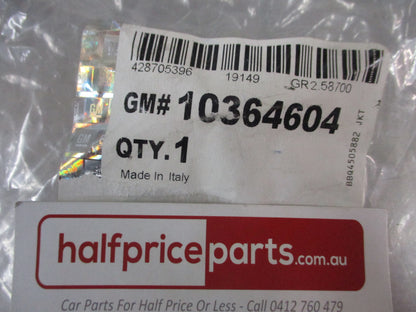 428705396 19149 GR2.58700
GM# 10364604
QTY.1
Made in Italy
BB94505882 JKT
halfpriceparts.com.au
Car Parts For Half Price Or Less - Call 0412 760 479